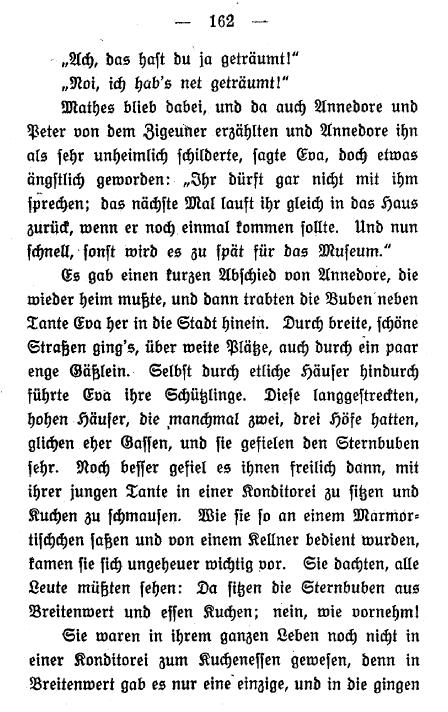 — 162 —
„Ach, das hast du ja geträumt!“
„Noi, ich hab's net geträumt!“
Mathes blieb dabei, und da auch Annedore und
Peter von dem Zigeuner erzählten und Annedore ihn
als sehr unheimlich schilderte, sagte Eva, doch etwas
ängstlich geworden: „Ihr dürft gar nicht mit ihm
sprechen; das nächste Mal lauft ihr gleich in das Haus
zurück, wenn er noch einmal kommen sollte. Und nun
schnell, sonst wird es zu spät für das Museum.“
Es gab einen kurzen Abschied von Annedore, die
wieder heim mußte, und dann trabten die Buben neben
Tante Eva her in die Stadt hinein. Durch breite, schöne
Straßen ging's, über weite Plätze, auch durch ein paar
enge Gäßlein. Selbst durch etliche Häuser hindurch
führte Eva ihre Schützlinge. Diese langgestreckten,
hohen Häuser, die manchmal zwei, drei Höfe hatten,
glichen eher Gassen, und sie gefielen den Sternbuben
sehr. Noch besser gefiel es ihnen freilich dann, mit
ihrer jungen Tante in einer Konditorei zu sitzen und
Kuchen zu schmausen. Wie sie so an einem Marmor-
tischchen saßen und von einem Kellner bedient wurden,
kamen sie sich ungeheuer wichtig vor. Sie dachten, alle
Leute müßten sehen: Da sitzen die Sternbuben aus
Breitenwert und essen Kuchen; nein, wie vornehm!
Sie waren in ihrem ganzen Leben noch nicht in
einer Konditorei zum Kuchenessen gewesen, denn in
Breitenwert gab es nur eine einzige, und in die gingen